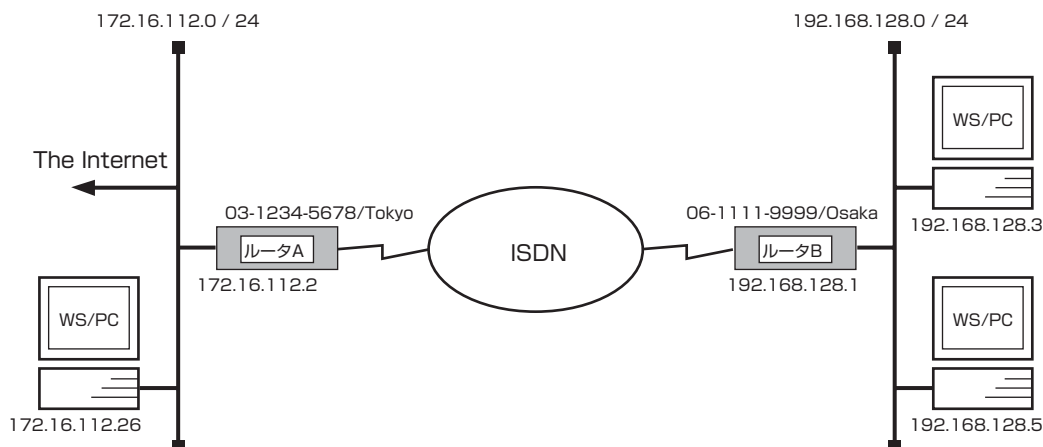 172.16.112.0 / 24
192.168.128.0 / 24
WS/PC
The Internet
03-1234-5678/Tokyo
06-1111-9999/Osaka
192.168.128.3
ルータA
ISDN
ルータB
172.16.112.2
192.168.128.1
WS/PC
WS/PC
172.16.112.26
192.168.128.5